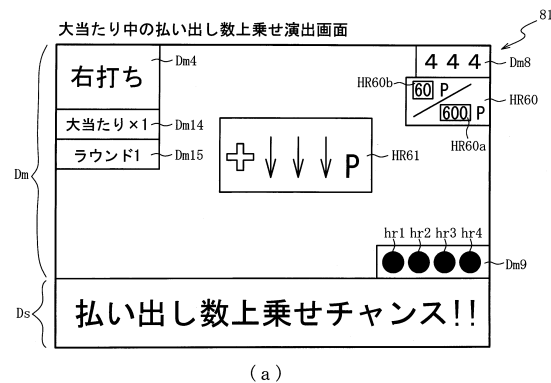 大当たり中の払い出し数上乗せ演出画面
81
右打ち
Dm4
4 4 4
Dm8
HR60b
60 P
HR60
600 P
HR60a
大当たり×1
Dm14
ラウンド1
Dm15
+ ↓ ↓ ↓ P
HR61
Dm
hr1 hr2 hr3 hr4
Dm9
Ds
払い出し数上乗せチャンス!!
(a)